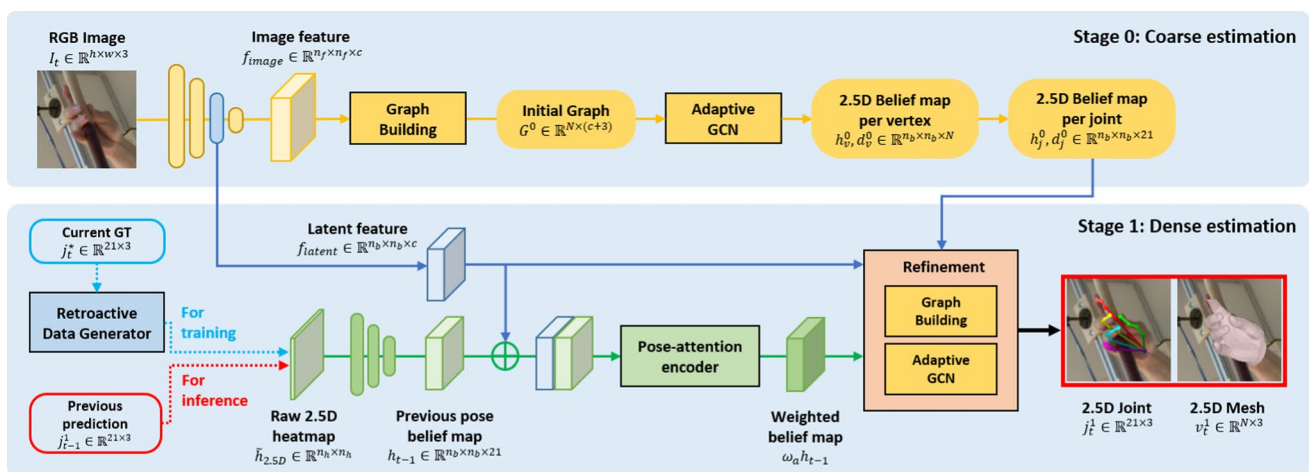 RGB Image
I_t ∈ ℝ^{h×w×3}
Image feature
f_{image} ∈ ℝ^{n_f×n_f×c}
Stage 0: Coarse estimation
Graph
Building
Initial Graph
G^0 ∈ ℝ^{N×(c+3)}
Adaptive
GCN
2.5D Belief map
per vertex
h_v^0, d_v^0 ∈ ℝ^{n_b×n_b×N}
2.5D Belief map
per joint
h_j^0, d_j^0 ∈ ℝ^{n_b×n_b×21}
Stage 1: Dense estimation
Current GT
j_t^* ∈ ℝ^{21×3}
Retroactive
Data Generator
For
training
For
inference
Previous
prediction
j_{t-1}^1 ∈ ℝ^{21×3}
Latent feature
f_{latent} ∈ ℝ^{n_b×n_b×c}
Raw 2.5D
heatmap
h̃_{2.5D} ∈ ℝ^{n_h×n_h}
Previous pose
belief map
h_{t-1} ∈ ℝ^{n_b×n_b×21}
Pose-attention
encoder
Weighted
belief map
ω_a h_{t-1}
Refinement
Graph
Building
Adaptive
GCN
2.5D Joint
j_t^1 ∈ ℝ^{21×3}
2.5D Mesh
v_t^1 ∈ ℝ^{N×3}